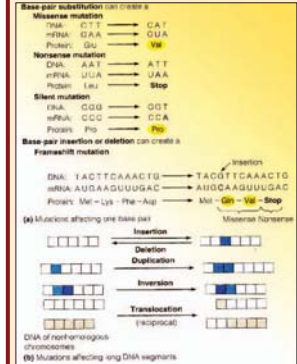 Base-pair substitution can create a
Missense mutation
DNA: CTT CAT
mRNA: GAA GUA
Protein: Glu Val
Nonsense mutation
DNA: AAT ATT
mRNA: UUA UAA
Protein: Leu Stop
Silent mutation
DNA: GGG GGT
mRNA: CCC CCA
Protein: Pro Pro
Base-pair insertion or deletion can create a
Frameshift mutation
Insertion
DNA: TACTTCAAACTG TACGTTCAAACTG
mRNA: AUGAAGUUUGAC AUGCAAGUUUGAC
Protein: Met – Lys – Phe – Asp Met – Gln – Val – Stop
(a) Mutations affecting one base pair Missense Nonsense
Insertion
Deletion
Duplication
Inversion
Translocation
(reciprocal)
DNA of nonhomologous
chromosomes
(b) Mutations affecting long DNA segments